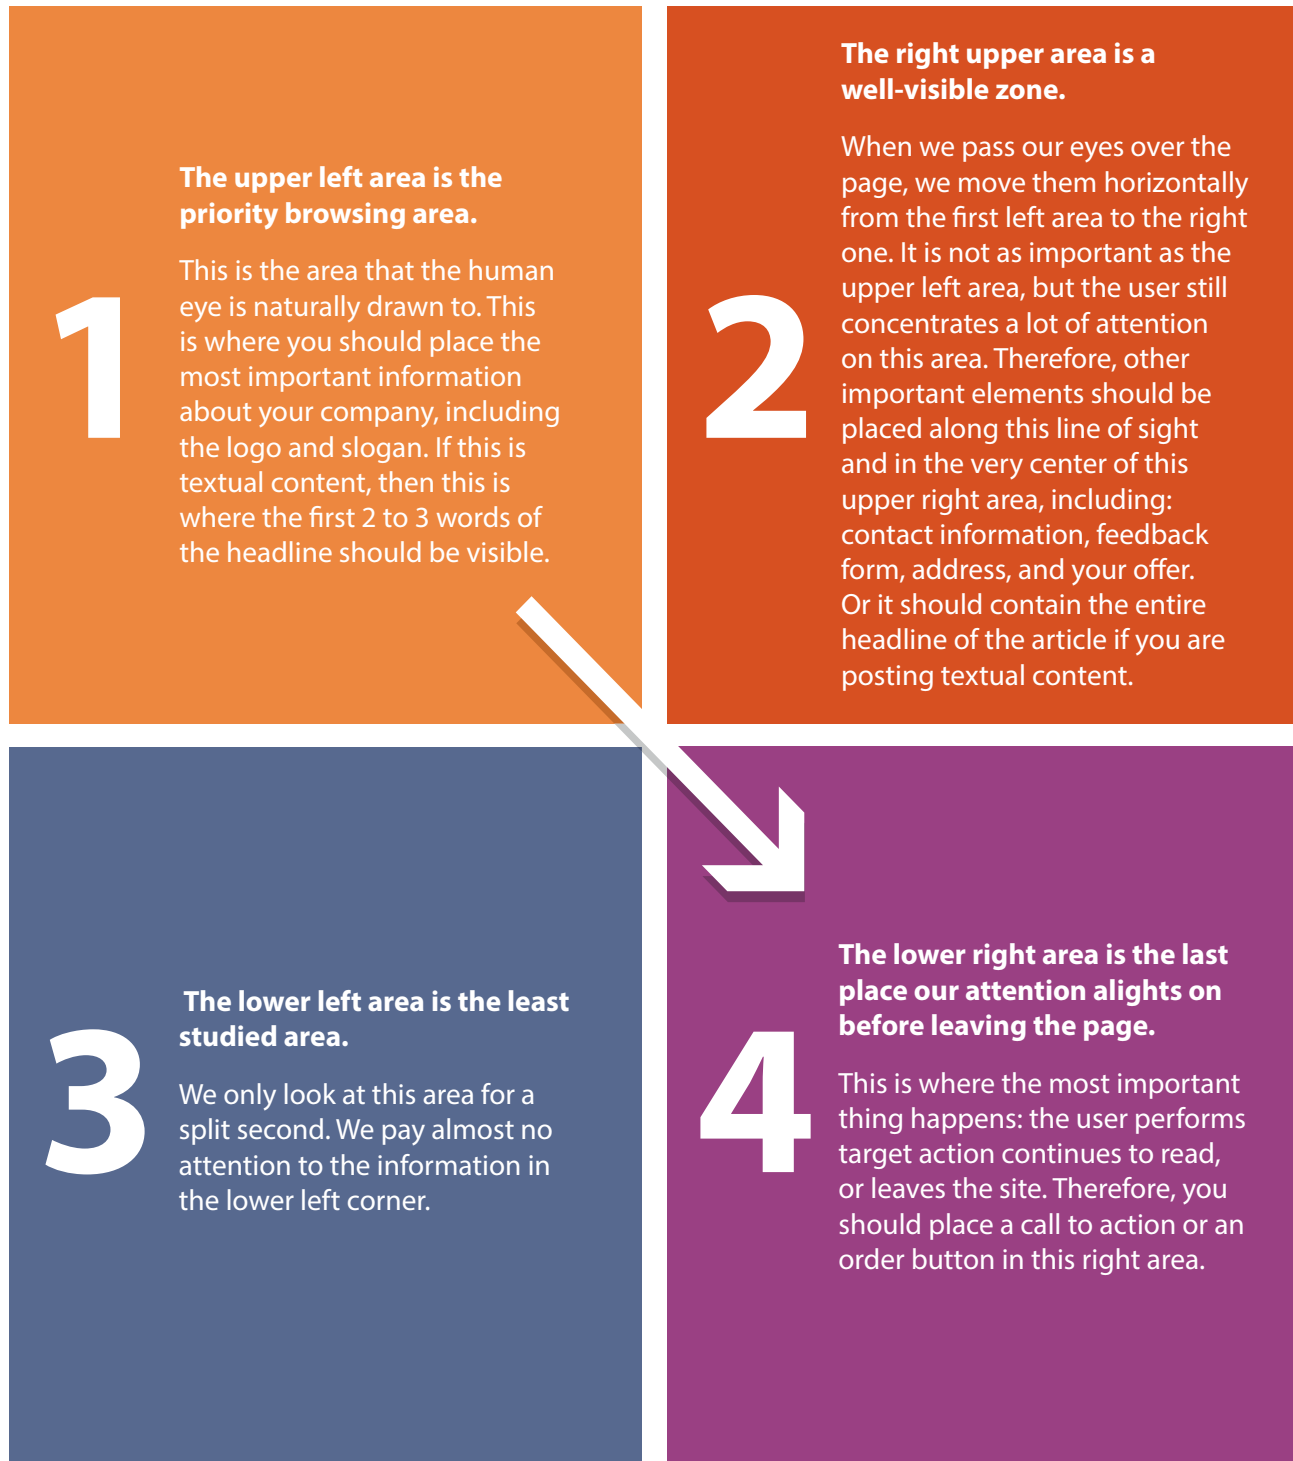 1
The upper left area is the
priority browsing area.
This is the area that the human
eye is naturally drawn to. This
is where you should place the
most important information
about your company, including
the logo and slogan. If this is
textual content, then this is
where the first 2 to 3 words of
the headline should be visible.
2
The right upper area is a
well-visible zone.
When we pass our eyes over the
page, we move them horizontally
from the first left area to the right
one. It is not as important as the
upper left area, but the user still
concentrates a lot of attention
on this area. Therefore, other
important elements should be
placed along this line of sight
and in the very center of this
upper right area, including:
contact information, feedback
form, address, and your offer.
Or it should contain the entire
headline of the article if you are
posting textual content.
3
The lower left area is the least
studied area.
We only look at this area for a
split second. We pay almost no
attention to the information in
the lower left corner.
4
The lower right area is the last
place our attention alights on
before leaving the page.
This is where the most important
thing happens: the user performs
target action continues to read,
or leaves the site. Therefore, you
should place a call to action or an
order button in this right area.